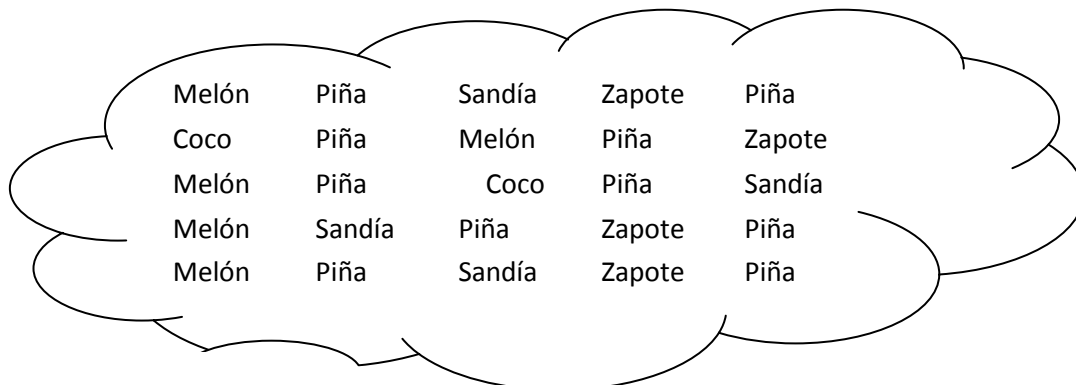 Melón Piña Sandía Zapote Piña
Coco Piña Melón Piña Zapote
Melón Piña Coco Piña Sandía
Melón Sandía Piña Zapote Piña
Melón Piña Sandía Zapote Piña